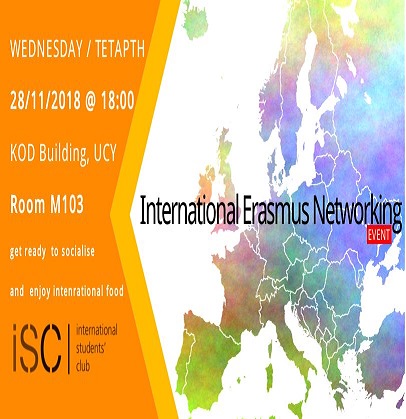 WEDNESDAY / ΤΕΤΑΡΤΗ
28/11/2018 @ 18:00
KOD Building, UCY
Room M103
get ready to socialise
and enjoy intenrational food
iSC
international
students'
club
International Erasmus Networking
EVENT